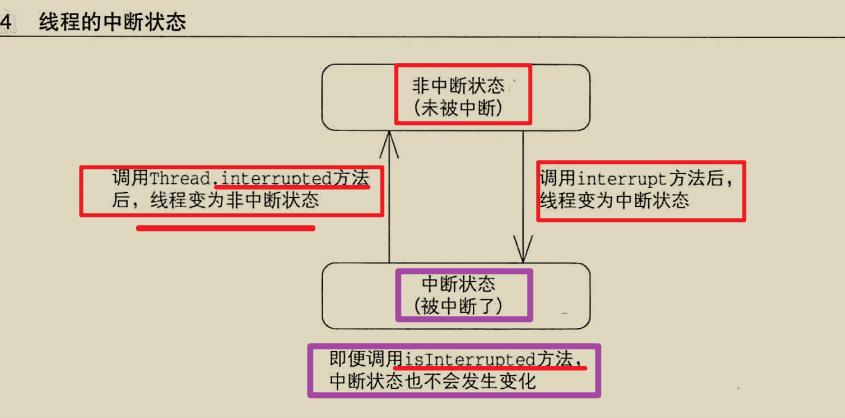 4 线程的中断状态
非中断状态
(未被中断)
调用Thread.interrupted方法
后，线程变为非中断状态
调用interrupt方法后，
线程变为中断状态
中断状态
(被中断了)
即便调用isInterrupted方法，
中断状态也不会发生变化